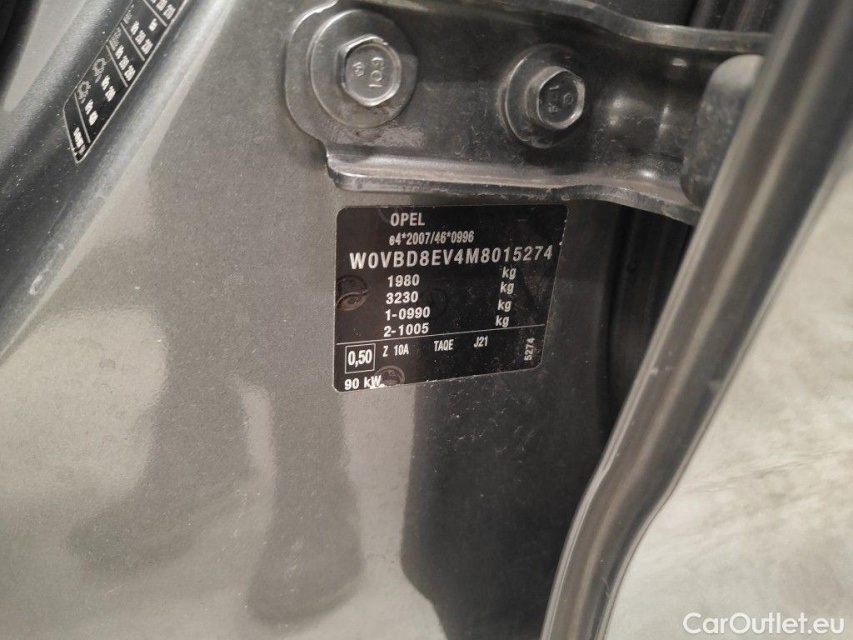 OPEL
e4*2007/46*0996
W0VBD8EV4M8015274
1980 kg
3230 kg
1-0990 kg
2-1005 kg
0,50 Z 10A TAQE J21 5274
90 kW
CarOutlet.eu